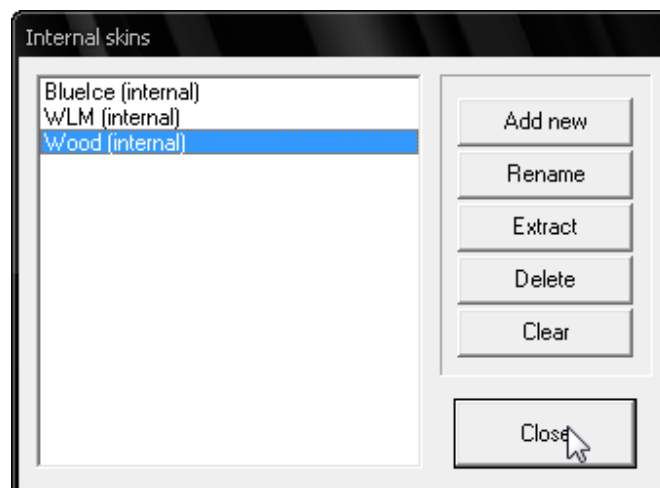 Internal skins
BlueIce (internal)
WLM (internal)
Wood (internal)
Add new
Rename
Extract
Delete
Clear
Close